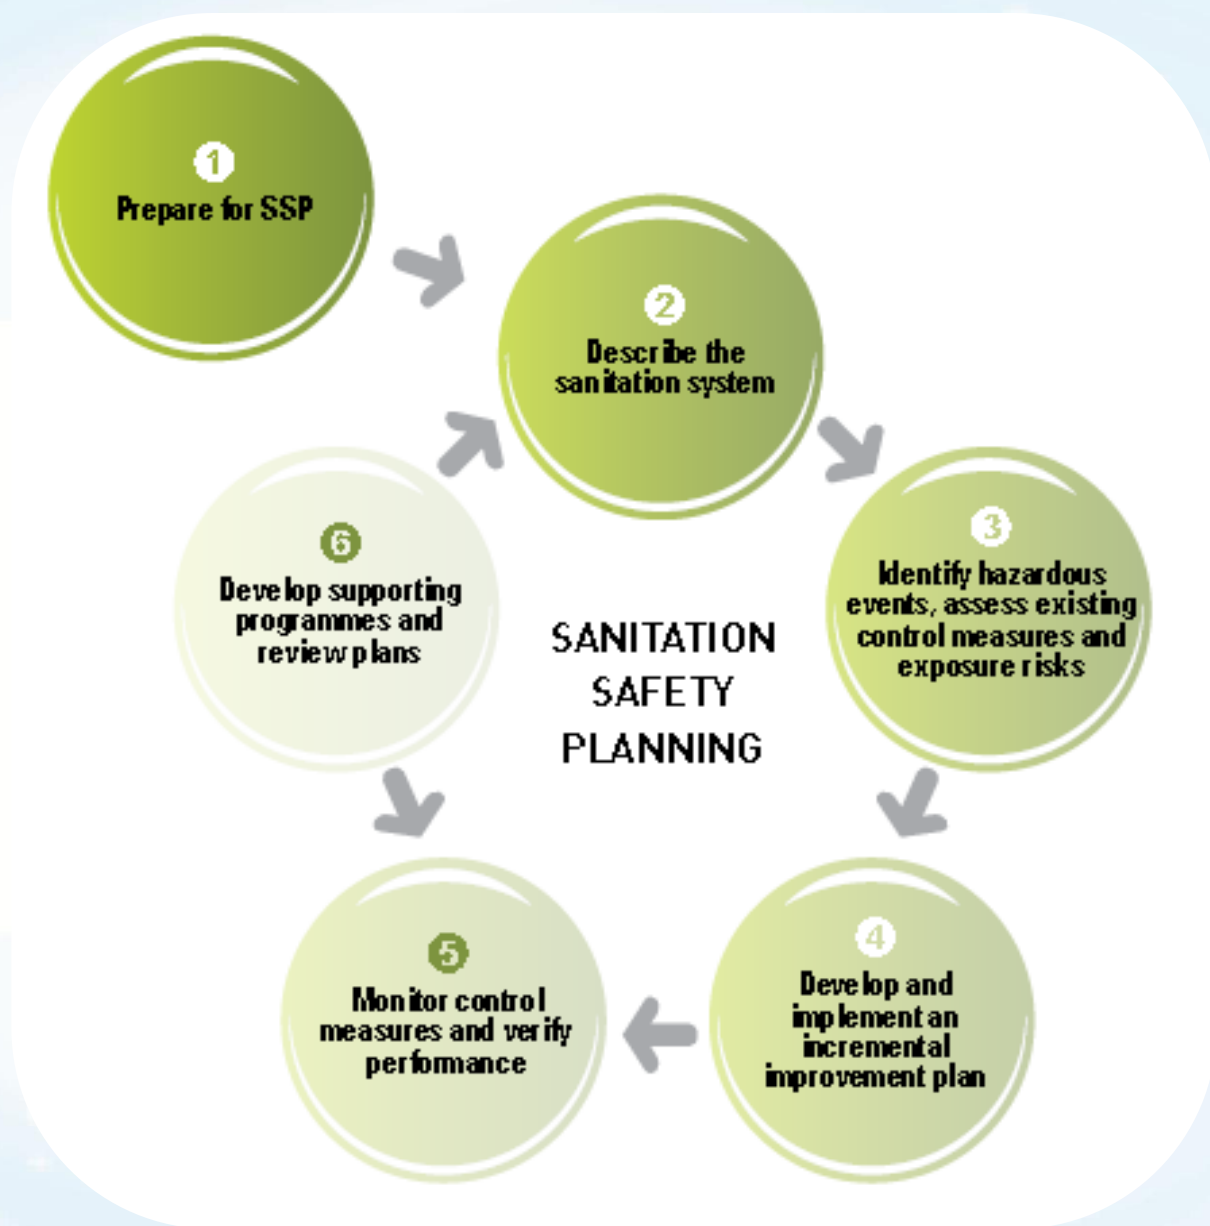 1
Prepare for SSP
2
Describe the
sanitation system
3
Identify hazardous
events, assess existing
control measures and
exposure risks
4
Develop and
implement an
incremental
improvement plan
5
Monitor control
measures and verify
performance
6
Develop supporting
programmes and
review plans
SANITATION
SAFETY
PLANNING